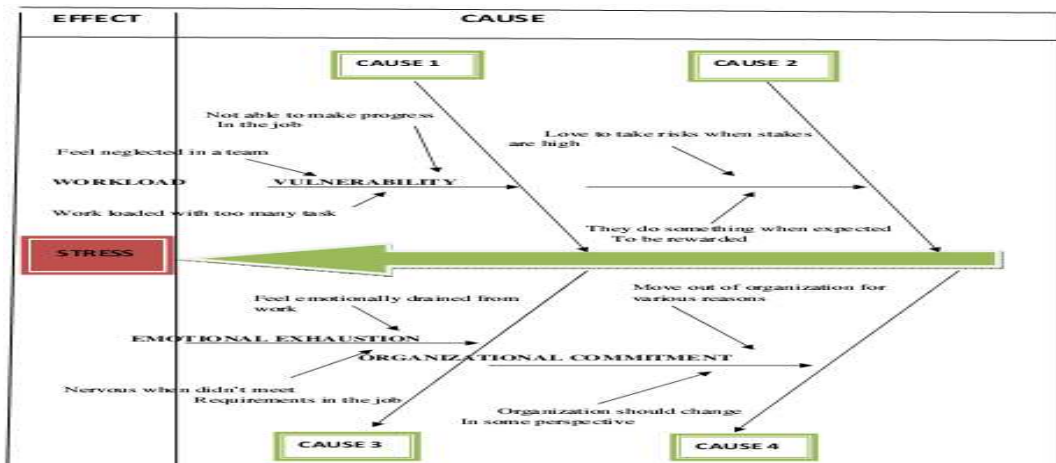 EFFECT
CAUSE
CAUSE 1
CAUSE 2
Not able to make progress
In the job
Love to take risks when stakes
are high
Feel neglected in a team
WORKLOAD
VULNERABILITY
Work loaded with too many task
They do something when expected
To be rewarded
STRESS
Feel emotionally drained from
work
Move out of organization for
various reasons
EMOTIONAL EXHAUSTION
ORGANIZATIONAL COMMITMENT
Nervous when didn't meet
Requirements in the job
Organization should change
In some perspective
CAUSE 3
CAUSE 4